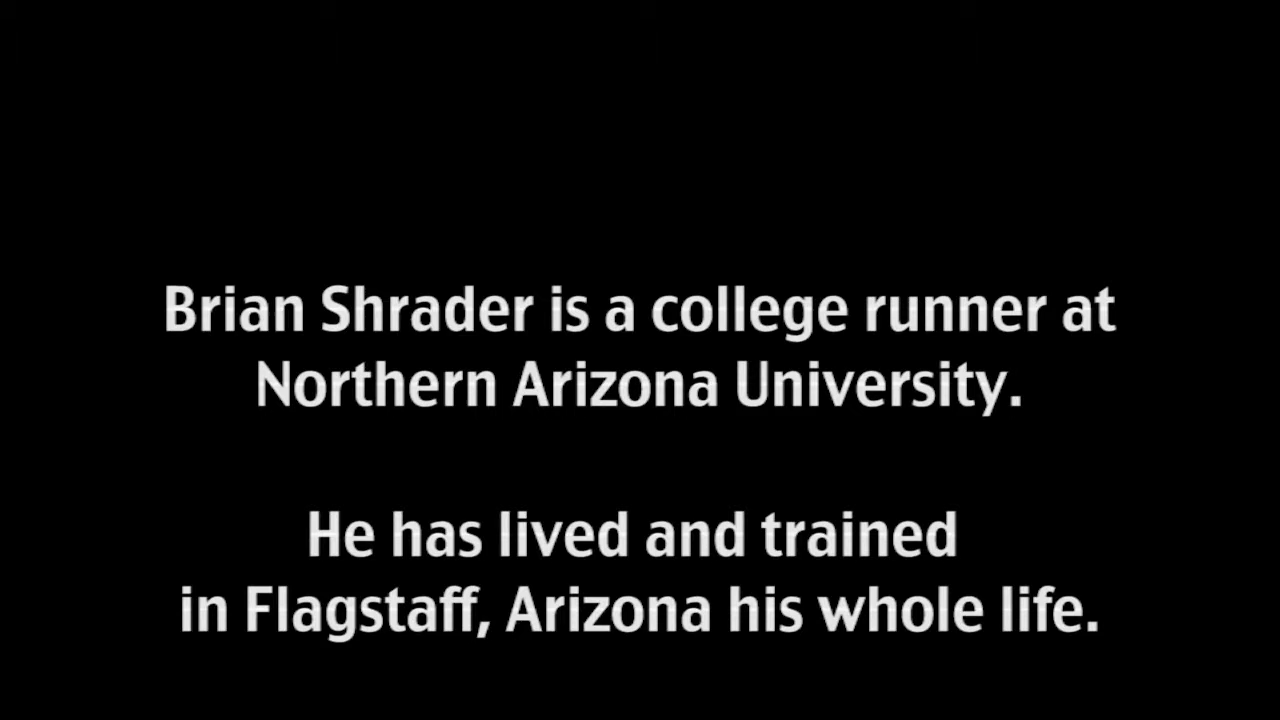 Brian Shrader is a college runner at
Northern Arizona University.
He has lived and trained
in Flagstaff, Arizona his whole life.